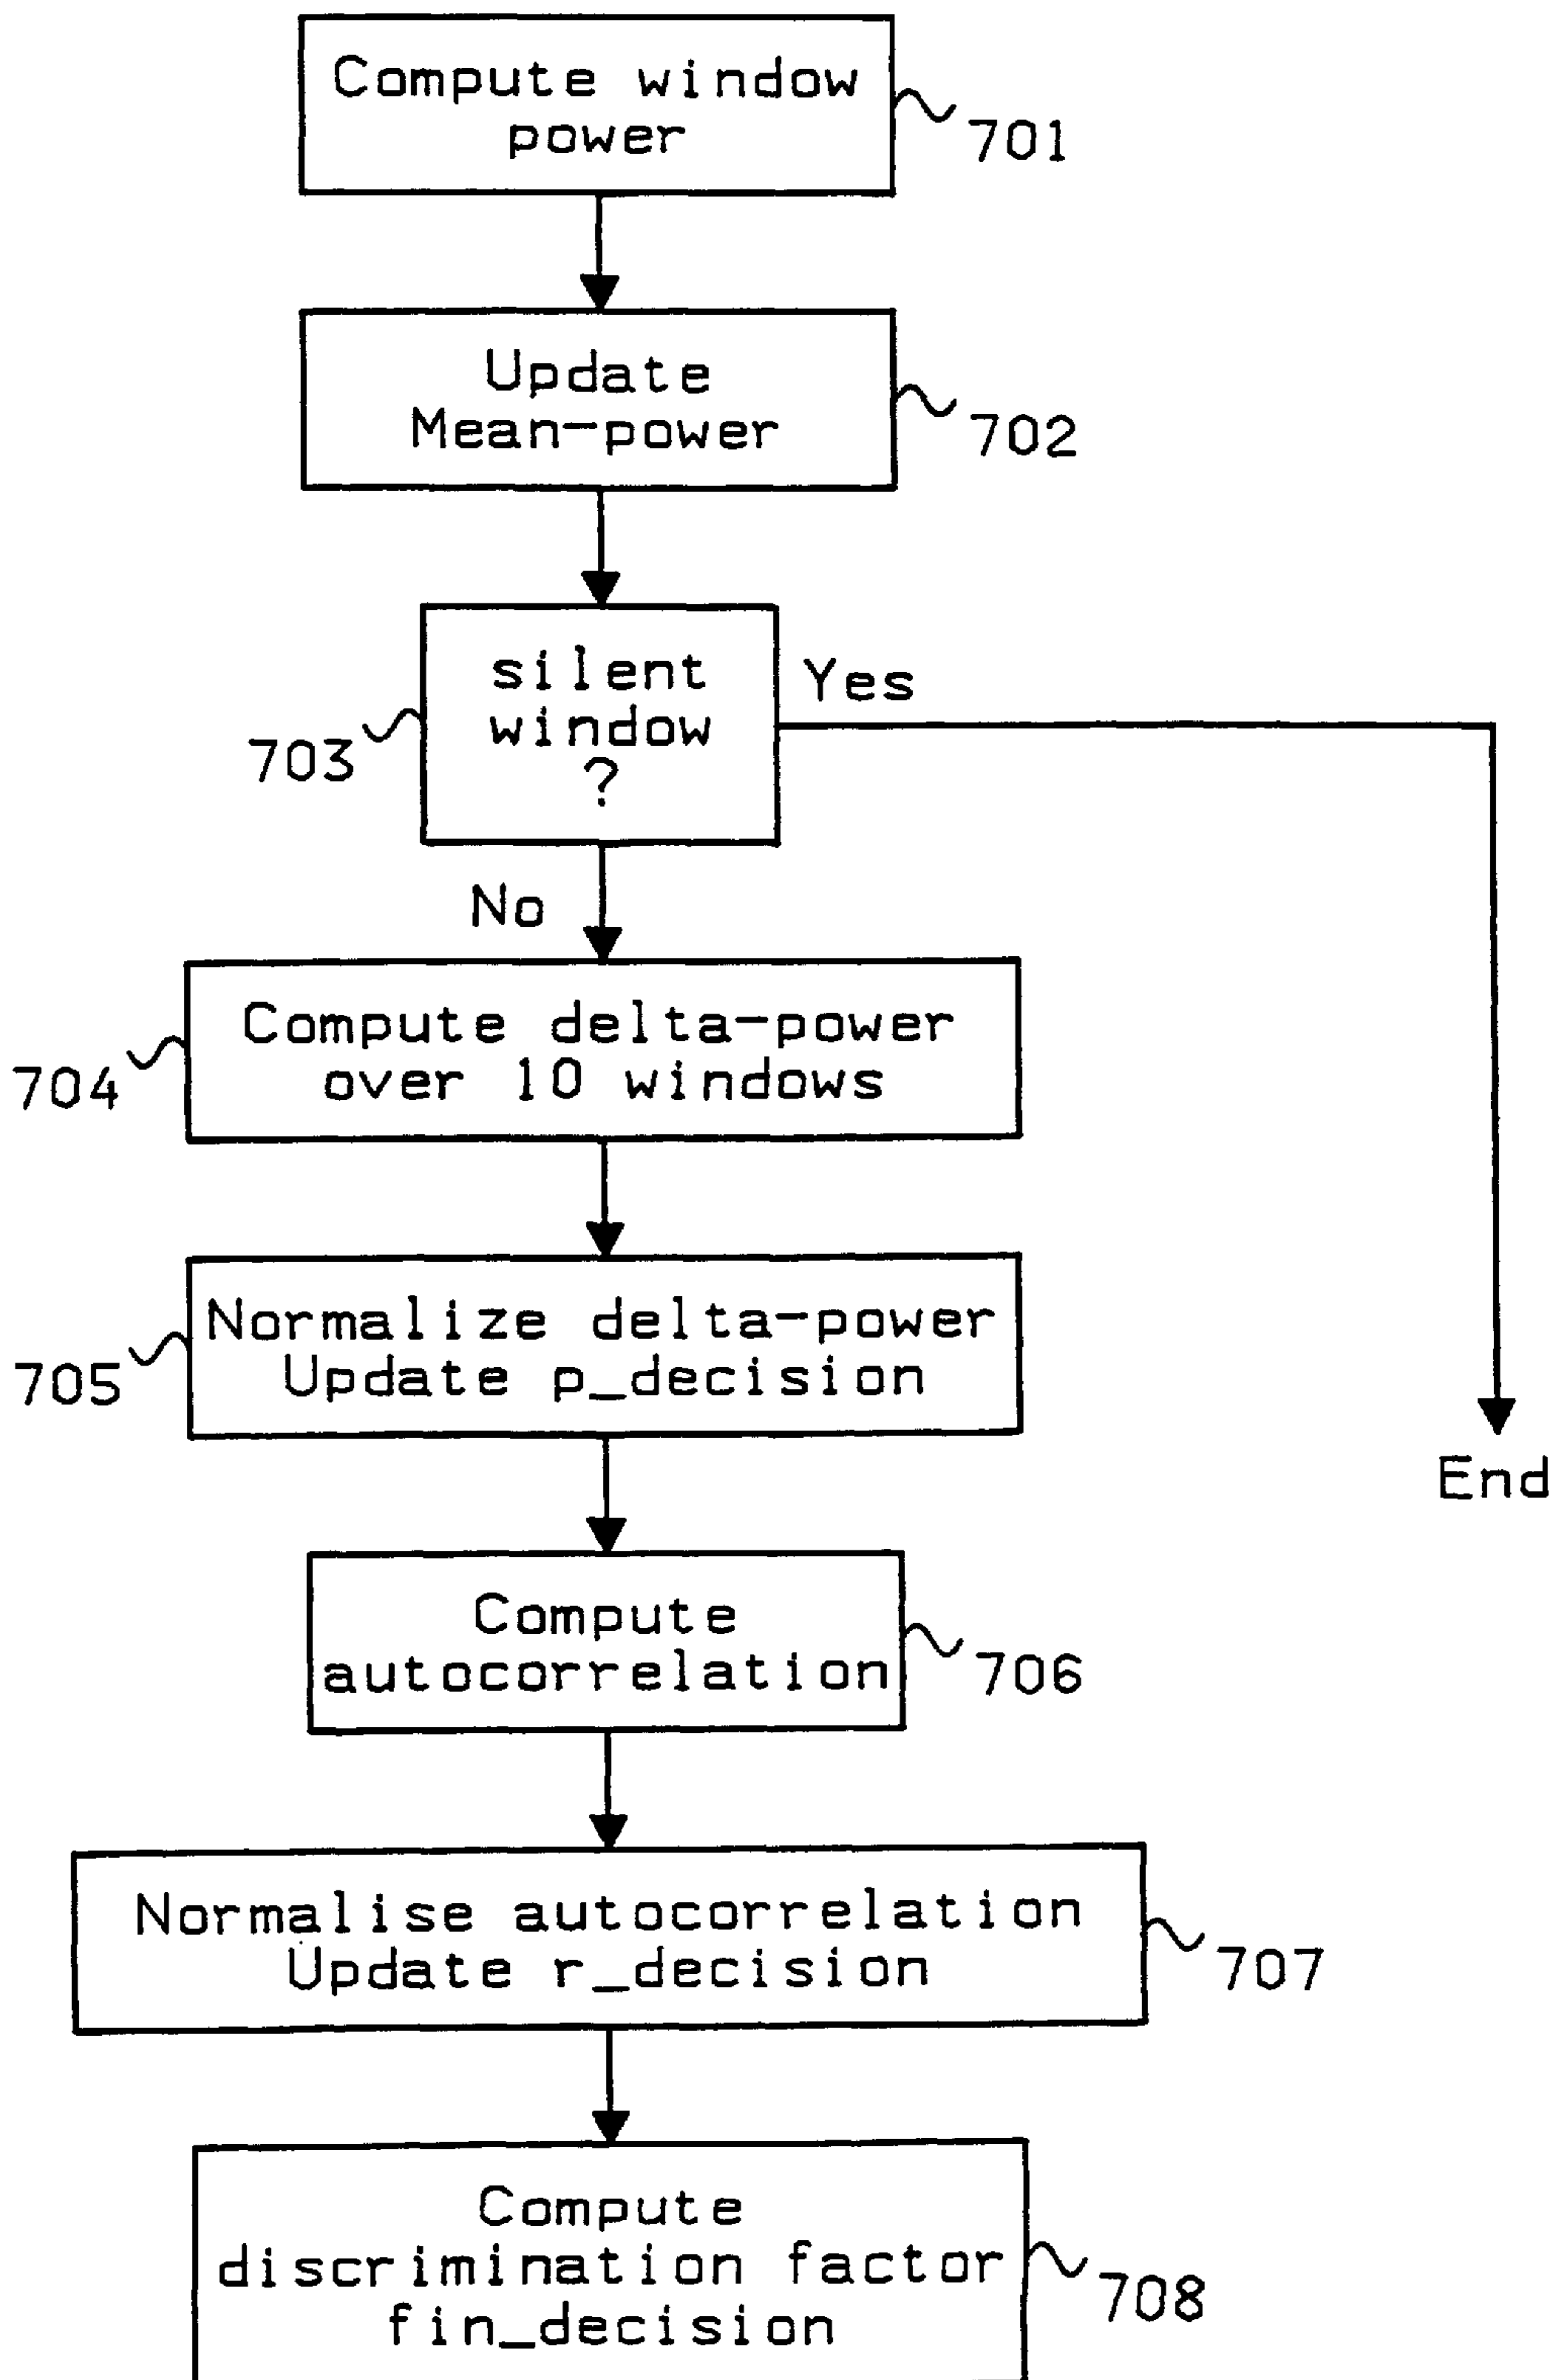 Compute window
power
701
Update
Mean-power
702
silent
window
?
Yes
703
No
Compute delta-power
over 10 windows
704
Normalize delta-power
Update p_decision
705
End
Compute
autocorrelation
706
Normalise autocorrelation
Update r_decision
707
Compute
discrimination factor
fin_decision
708